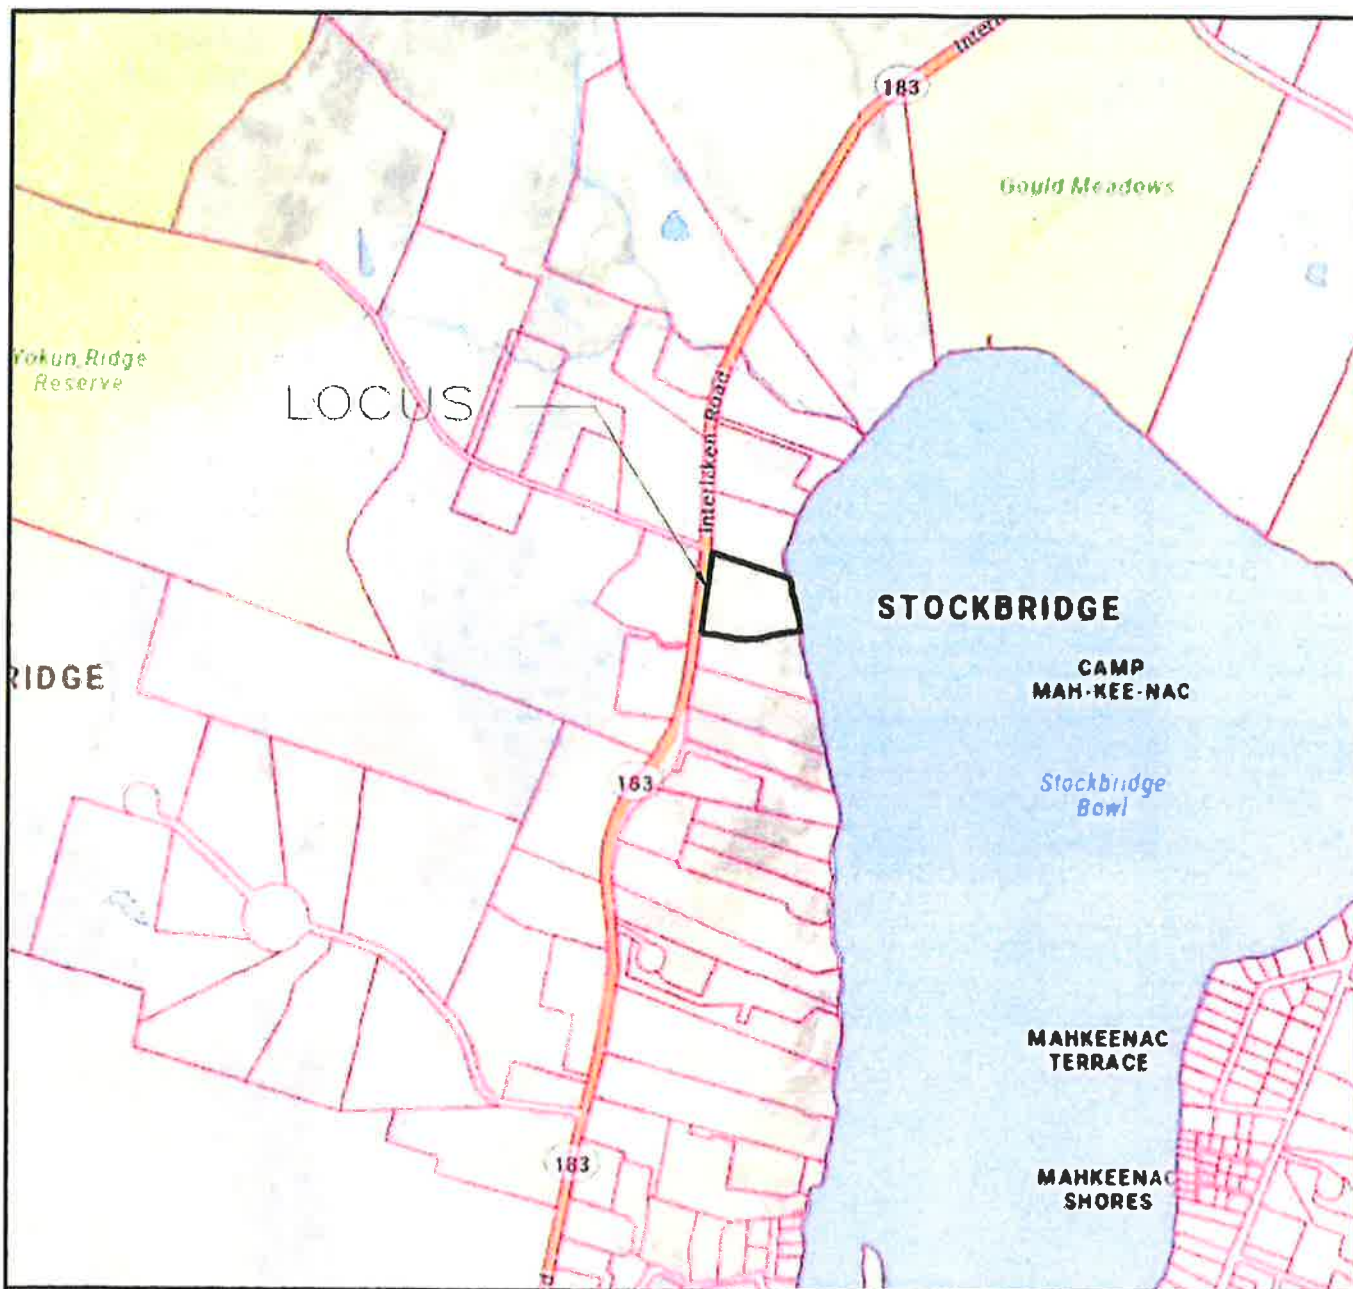 Interl
183
Gould Meadows
Yokun Ridge
Reserve
LOCUS
Interlaken Road
STOCKBRIDGE
CAMP
MAH-KEE-NAC
RIDGE
183
Stockbridge
Bowl
MAHKEENAC
TERRACE
183
MAHKEENAC
SHORES
d